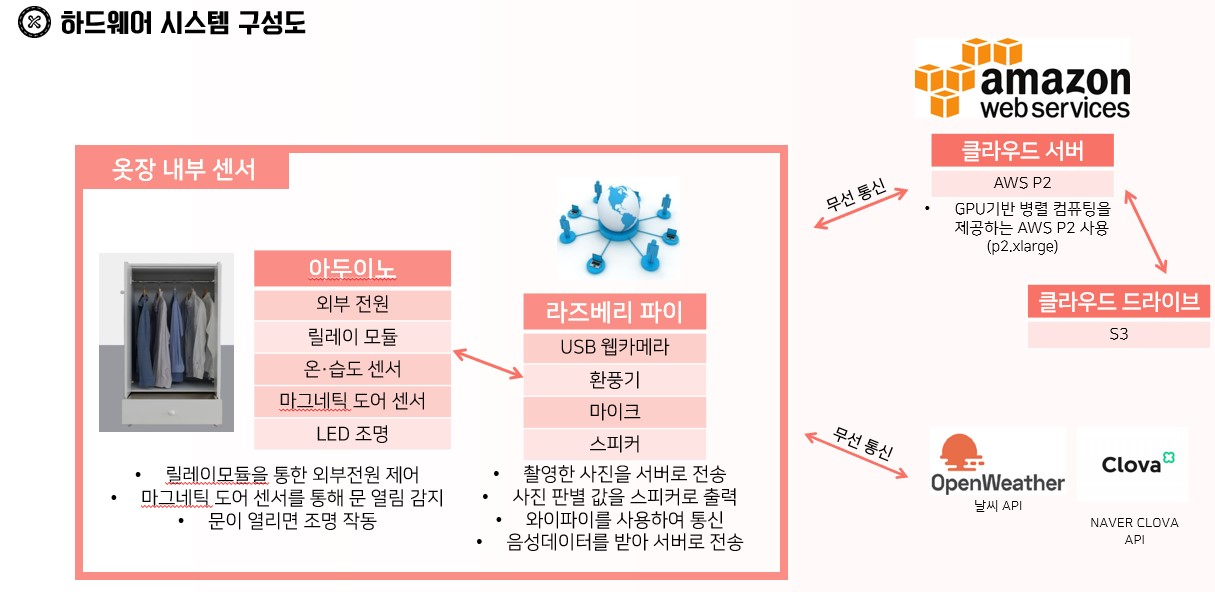 하드웨어 시스템 구성도
amazon
web services
클라우드 서버
AWS P2
• GPU기반 병렬 컴퓨팅을
제공하는 AWS P2 사용
(p2.xlarge)
무선 통신
클라우드 드라이브
S3
옷장 내부 센서
아두이노
외부 전원
릴레이 모듈
온·습도 센서
마그네틱 도어 센서
LED 조명
• 릴레이모듈을 통한 외부전원 제어
• 마그네틱 도어 센서를 통해 문 열림 감지
• 문이 열리면 조명 작동
라즈베리 파이
USB 웹카메라
환풍기
마이크
스피커
• 촬영한 사진을 서버로 전송
• 사진 판별 값을 스피커로 출력
• 와이파이를 사용하여 통신
• 음성데이터를 받아 서버로 전송
무선 통신
OpenWeather
날씨 API
Clova
NAVER CLOVA
API